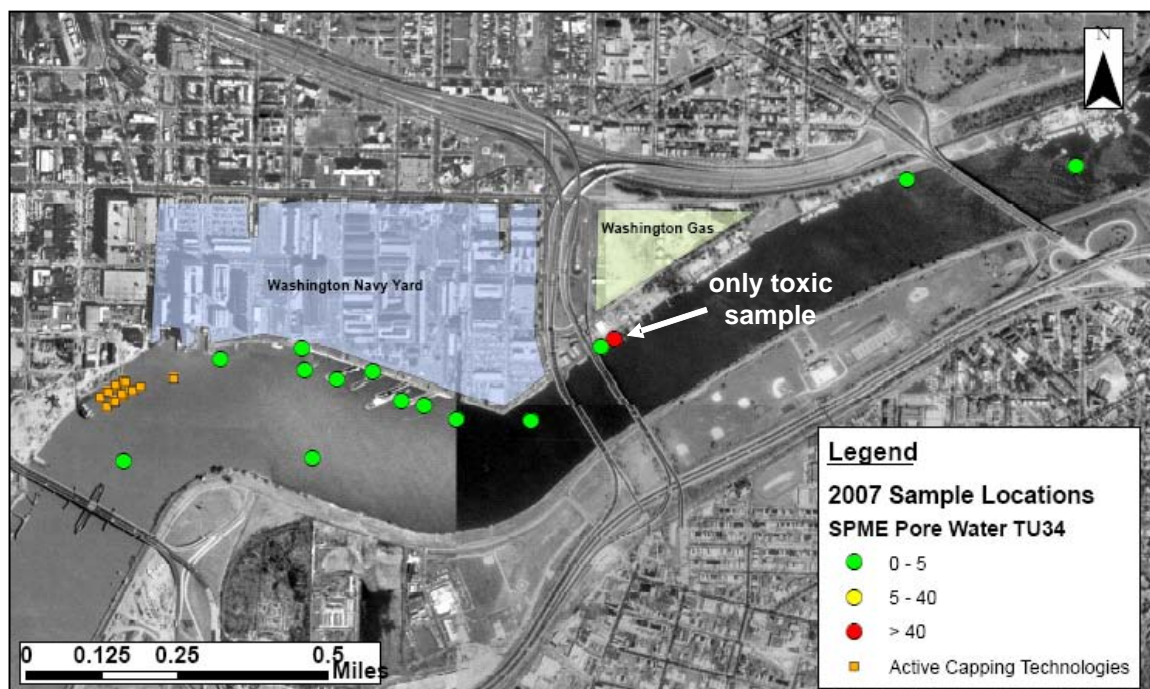 N
Washington Gas
Washington Navy Yard
only toxic
sample
Legend
2007 Sample Locations
SPME Pore Water TU34
0 - 5
5 - 40
> 40
Active Capping Technologies
0 0.125 0.25 0.5
Miles